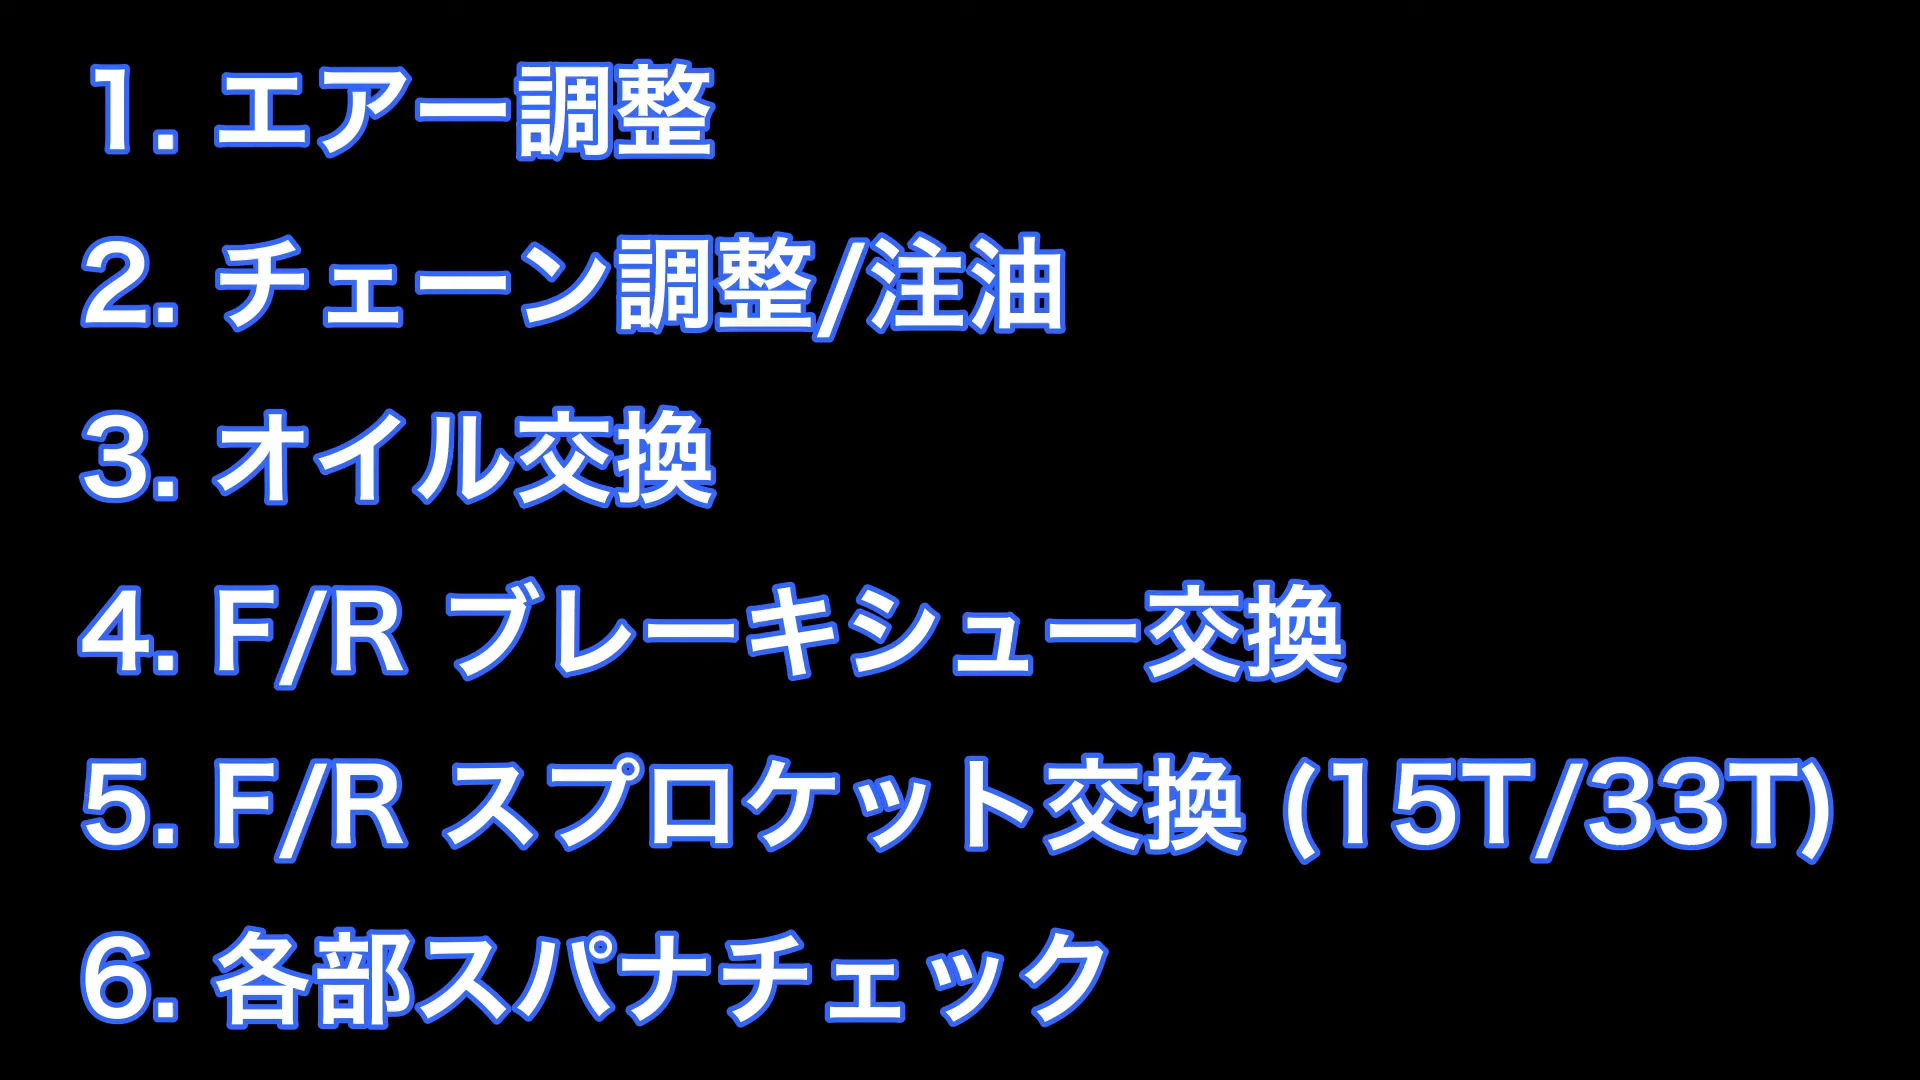 1. エアー調整
2. チェーン調整/注油
3. オイル交換
4. F/R ブレーキシュー交換
5. F/R スプロケット交換 (15T/33T)
6. 各部スパナチェック